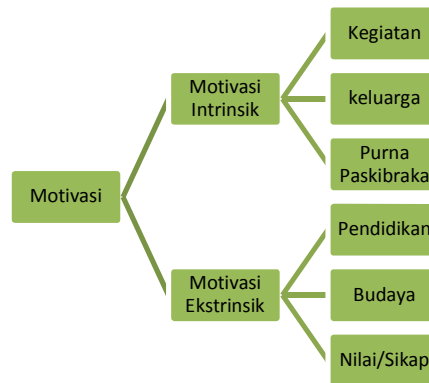 Motivasi
Motivasi
Intrinsik
Kegiatan
keluarga
Purna
Paskibraka
Motivasi
Ekstrinsik
Pendidikan
Budaya
Nilai/Sikap